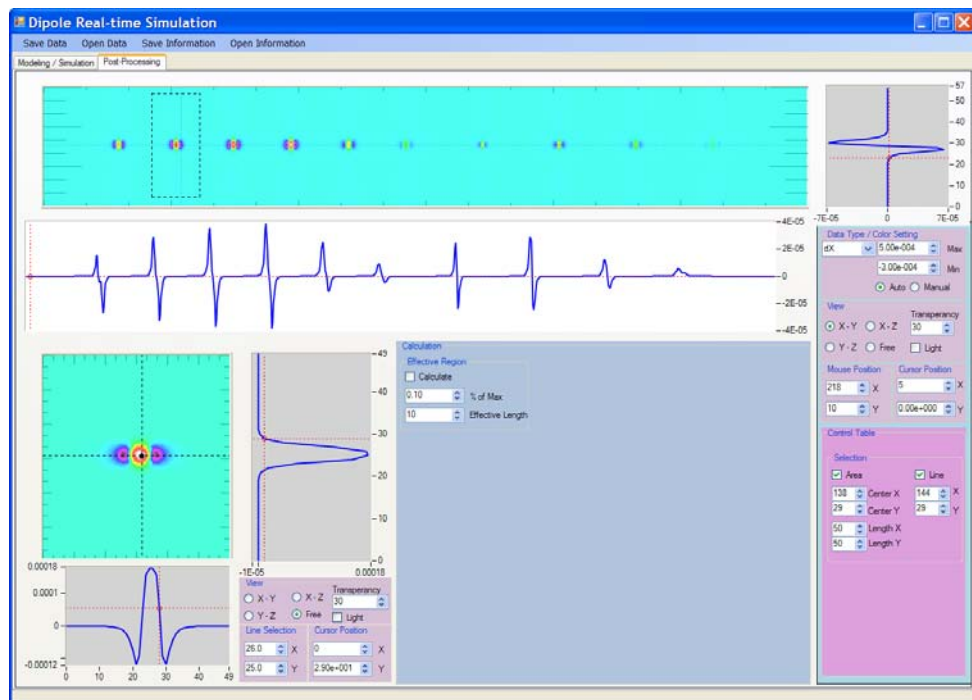 Dipole Real-time Simulation
Save Data Open Data Save Information Open Information
Modeling / Simulation Post-Processing
57
50
40
30
20
10
0
-7E-05 0 7E-05
4E-05
2E-05
0
-2E-05
-4E-05
Data Type / Color Setting
dX 5.00e-004 Max
-3.00e-004 Min
Auto Manual
View
Transperancy
X - Y X - Z 30
Y - Z Free Light
Mouse Position Cursor Position
218 X 5 X
10 Y 0.00e+000 Y
Control Table
Selection
Area Line
138 Center X 144 X
29 Center Y 29 Y
50 Length X
50 Length Y
Calculation
Effective Region
Calculate
0.10 % of Max
10 Effective Length
49
40
30
20
10
0
-1E-05 0.00018
0.00018
0.0001
0
-0.00012
0 10 20 30 40 49
View
Transperancy
X - Y X - Z 30
Y - Z Free Light
Line Selection Cursor Position
26.0 X 0 X
25.0 Y 2.90e+001 Y